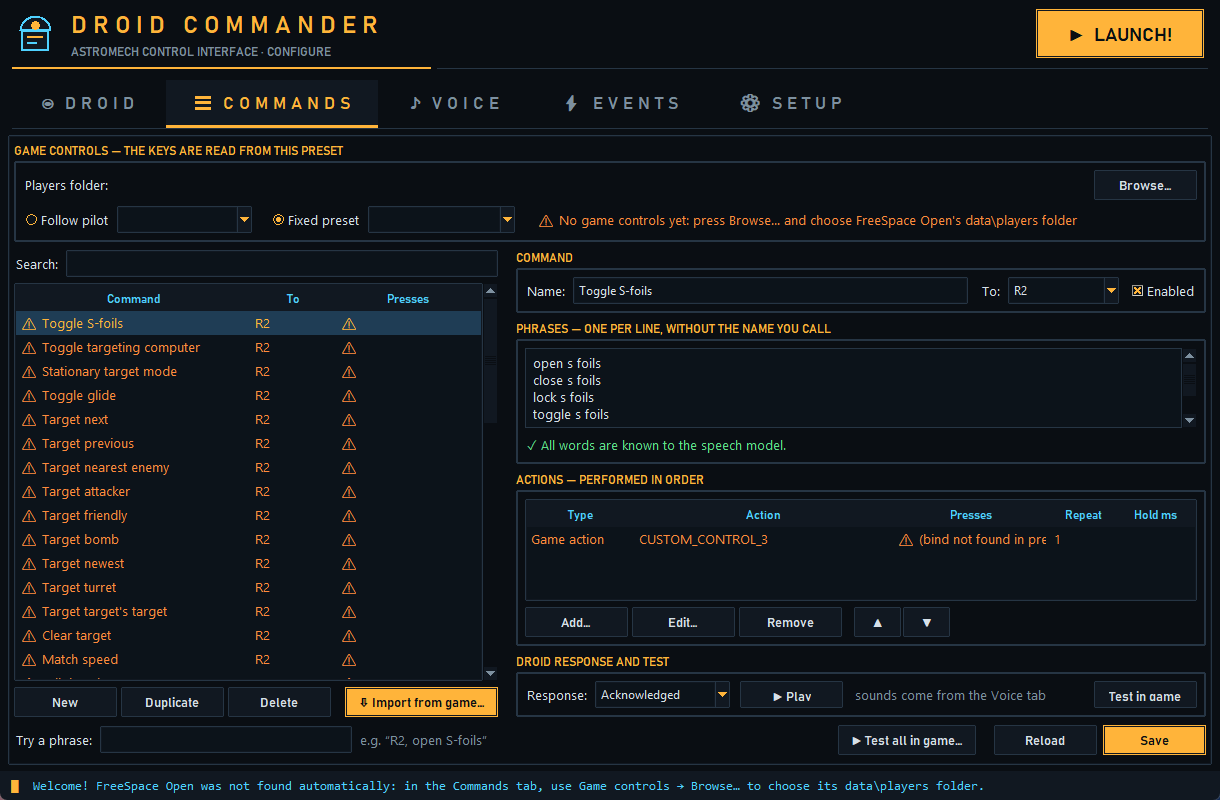 DROID COMMANDER
ASTROMECH CONTROL INTERFACE · CONFIGURE
► LAUNCH!
DROID
COMMANDS
♪ VOICE
EVENTS
SETUP
GAME CONTROLS — THE KEYS ARE READ FROM THIS PRESET
Players folder:
Browse…
Follow pilot
Fixed preset
⚠ No game controls yet: press Browse… and choose FreeSpace Open's data\players folder
Search:
Command To Presses
⚠ Toggle S-foils R2 ⚠
⚠ Toggle targeting computer R2 ⚠
⚠ Stationary target mode R2 ⚠
⚠ Toggle glide R2 ⚠
⚠ Target next R2 ⚠
⚠ Target previous R2 ⚠
⚠ Target nearest enemy R2 ⚠
⚠ Target attacker R2 ⚠
⚠ Target friendly R2 ⚠
⚠ Target bomb R2 ⚠
⚠ Target newest R2 ⚠
⚠ Target turret R2 ⚠
⚠ Target target's target R2 ⚠
⚠ Clear target R2 ⚠
⚠ Match speed R2 ⚠
New
Duplicate
Delete
⇩ Import from game…
Try a phrase:
e.g. “R2, open S-foils”
COMMAND
Name: Toggle S-foils To: R2 Enabled
PHRASES — ONE PER LINE, WITHOUT THE NAME YOU CALL
open s foils
close s foils
lock s foils
toggle s foils
✓ All words are known to the speech model.
ACTIONS — PERFORMED IN ORDER
Type Action Presses Repeat Hold ms
Game action CUSTOM_CONTROL_3 ⚠ (bind not found in pre 1
Add…
Edit…
Remove
▲
▼
DROID RESPONSE AND TEST
Response: Acknowledged
► Play
sounds come from the Voice tab
Test in game
► Test all in game…
Reload
Save
Welcome! FreeSpace Open was not found automatically: in the Commands tab, use Game controls → Browse… to choose its data\players folder.